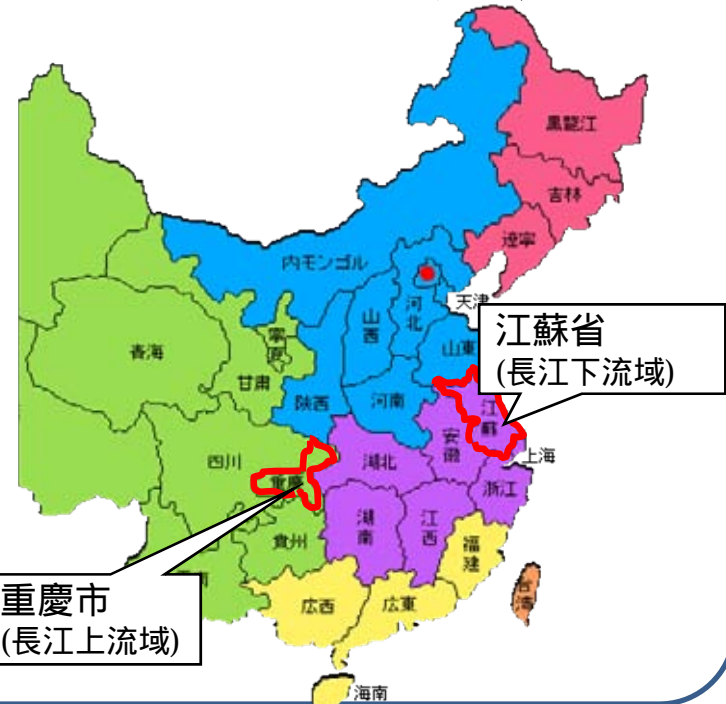 黒龍江
吉林
遼寧
内モンゴル
天津
河北
山西
山東
寧夏
青海
甘粛
陝西
河南
江蘇省
(長江下流域)
江蘇
安徽
上海
四川
重慶
湖北
浙江
湖南
江西
貴州
福建
台湾
重慶市
(長江上流域)
広西
広東
海南